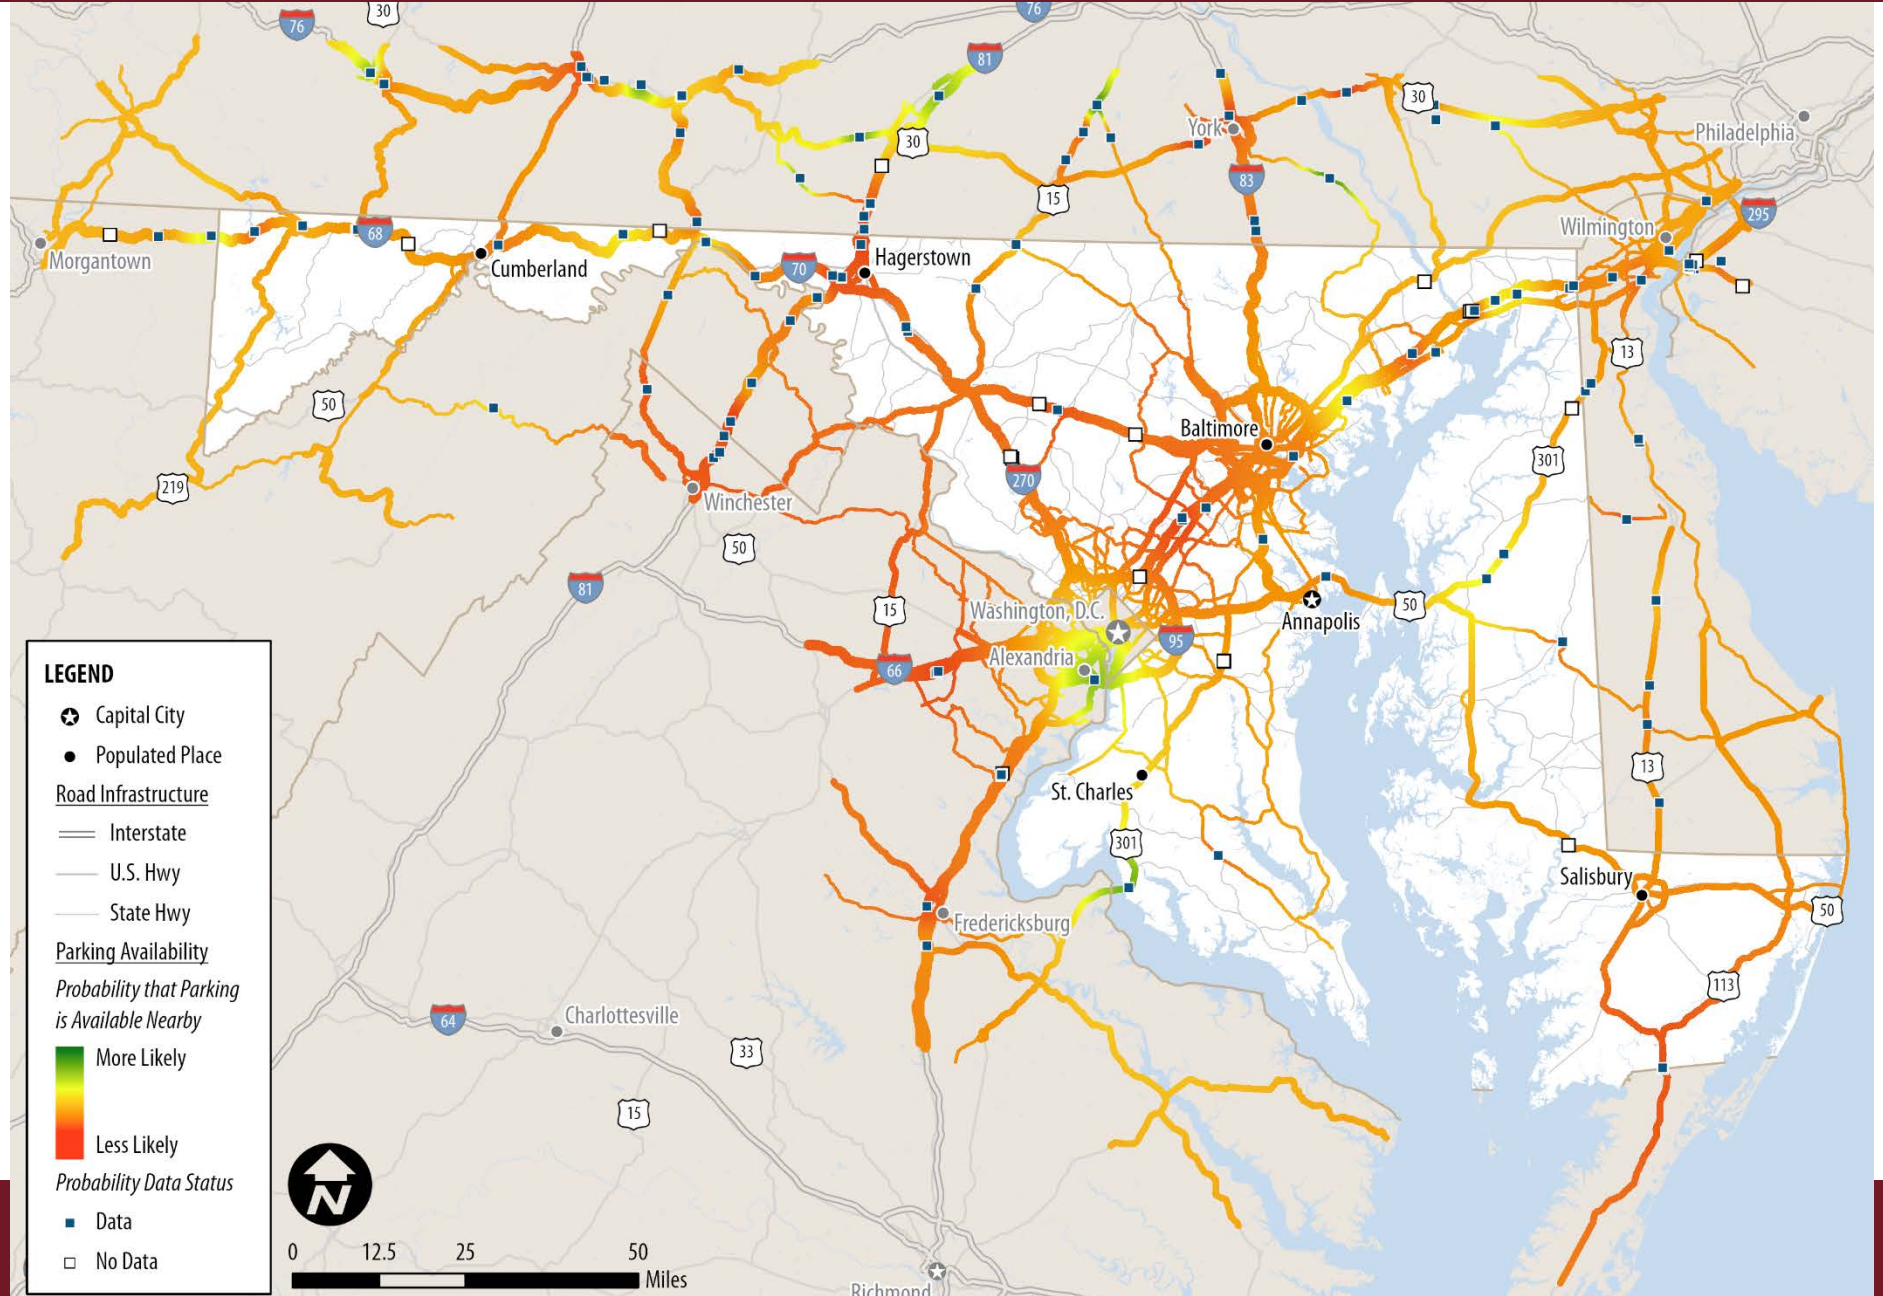 30
76
76
81
30
30
York
Philadelphia
83
15
295
Wilmington
68
Morgantown
Cumberland
70
Hagerstown
13
50
Baltimore
301
219
270
Winchester
50
81
15
Washington, D.C.
95
50
Annapolis
66
Alexandria
St. Charles
13
301
Salisbury
50
Fredericksburg
113
64
Charlottesville
33
15
Richmond
LEGEND
Capital City
Populated Place
Road Infrastructure
Interstate
U.S. Hwy
State Hwy
Parking Availability
Probability that Parking
is Available Nearby
More Likely
Less Likely
Probability Data Status
Data
No Data
N
0 12.5 25 50
Miles